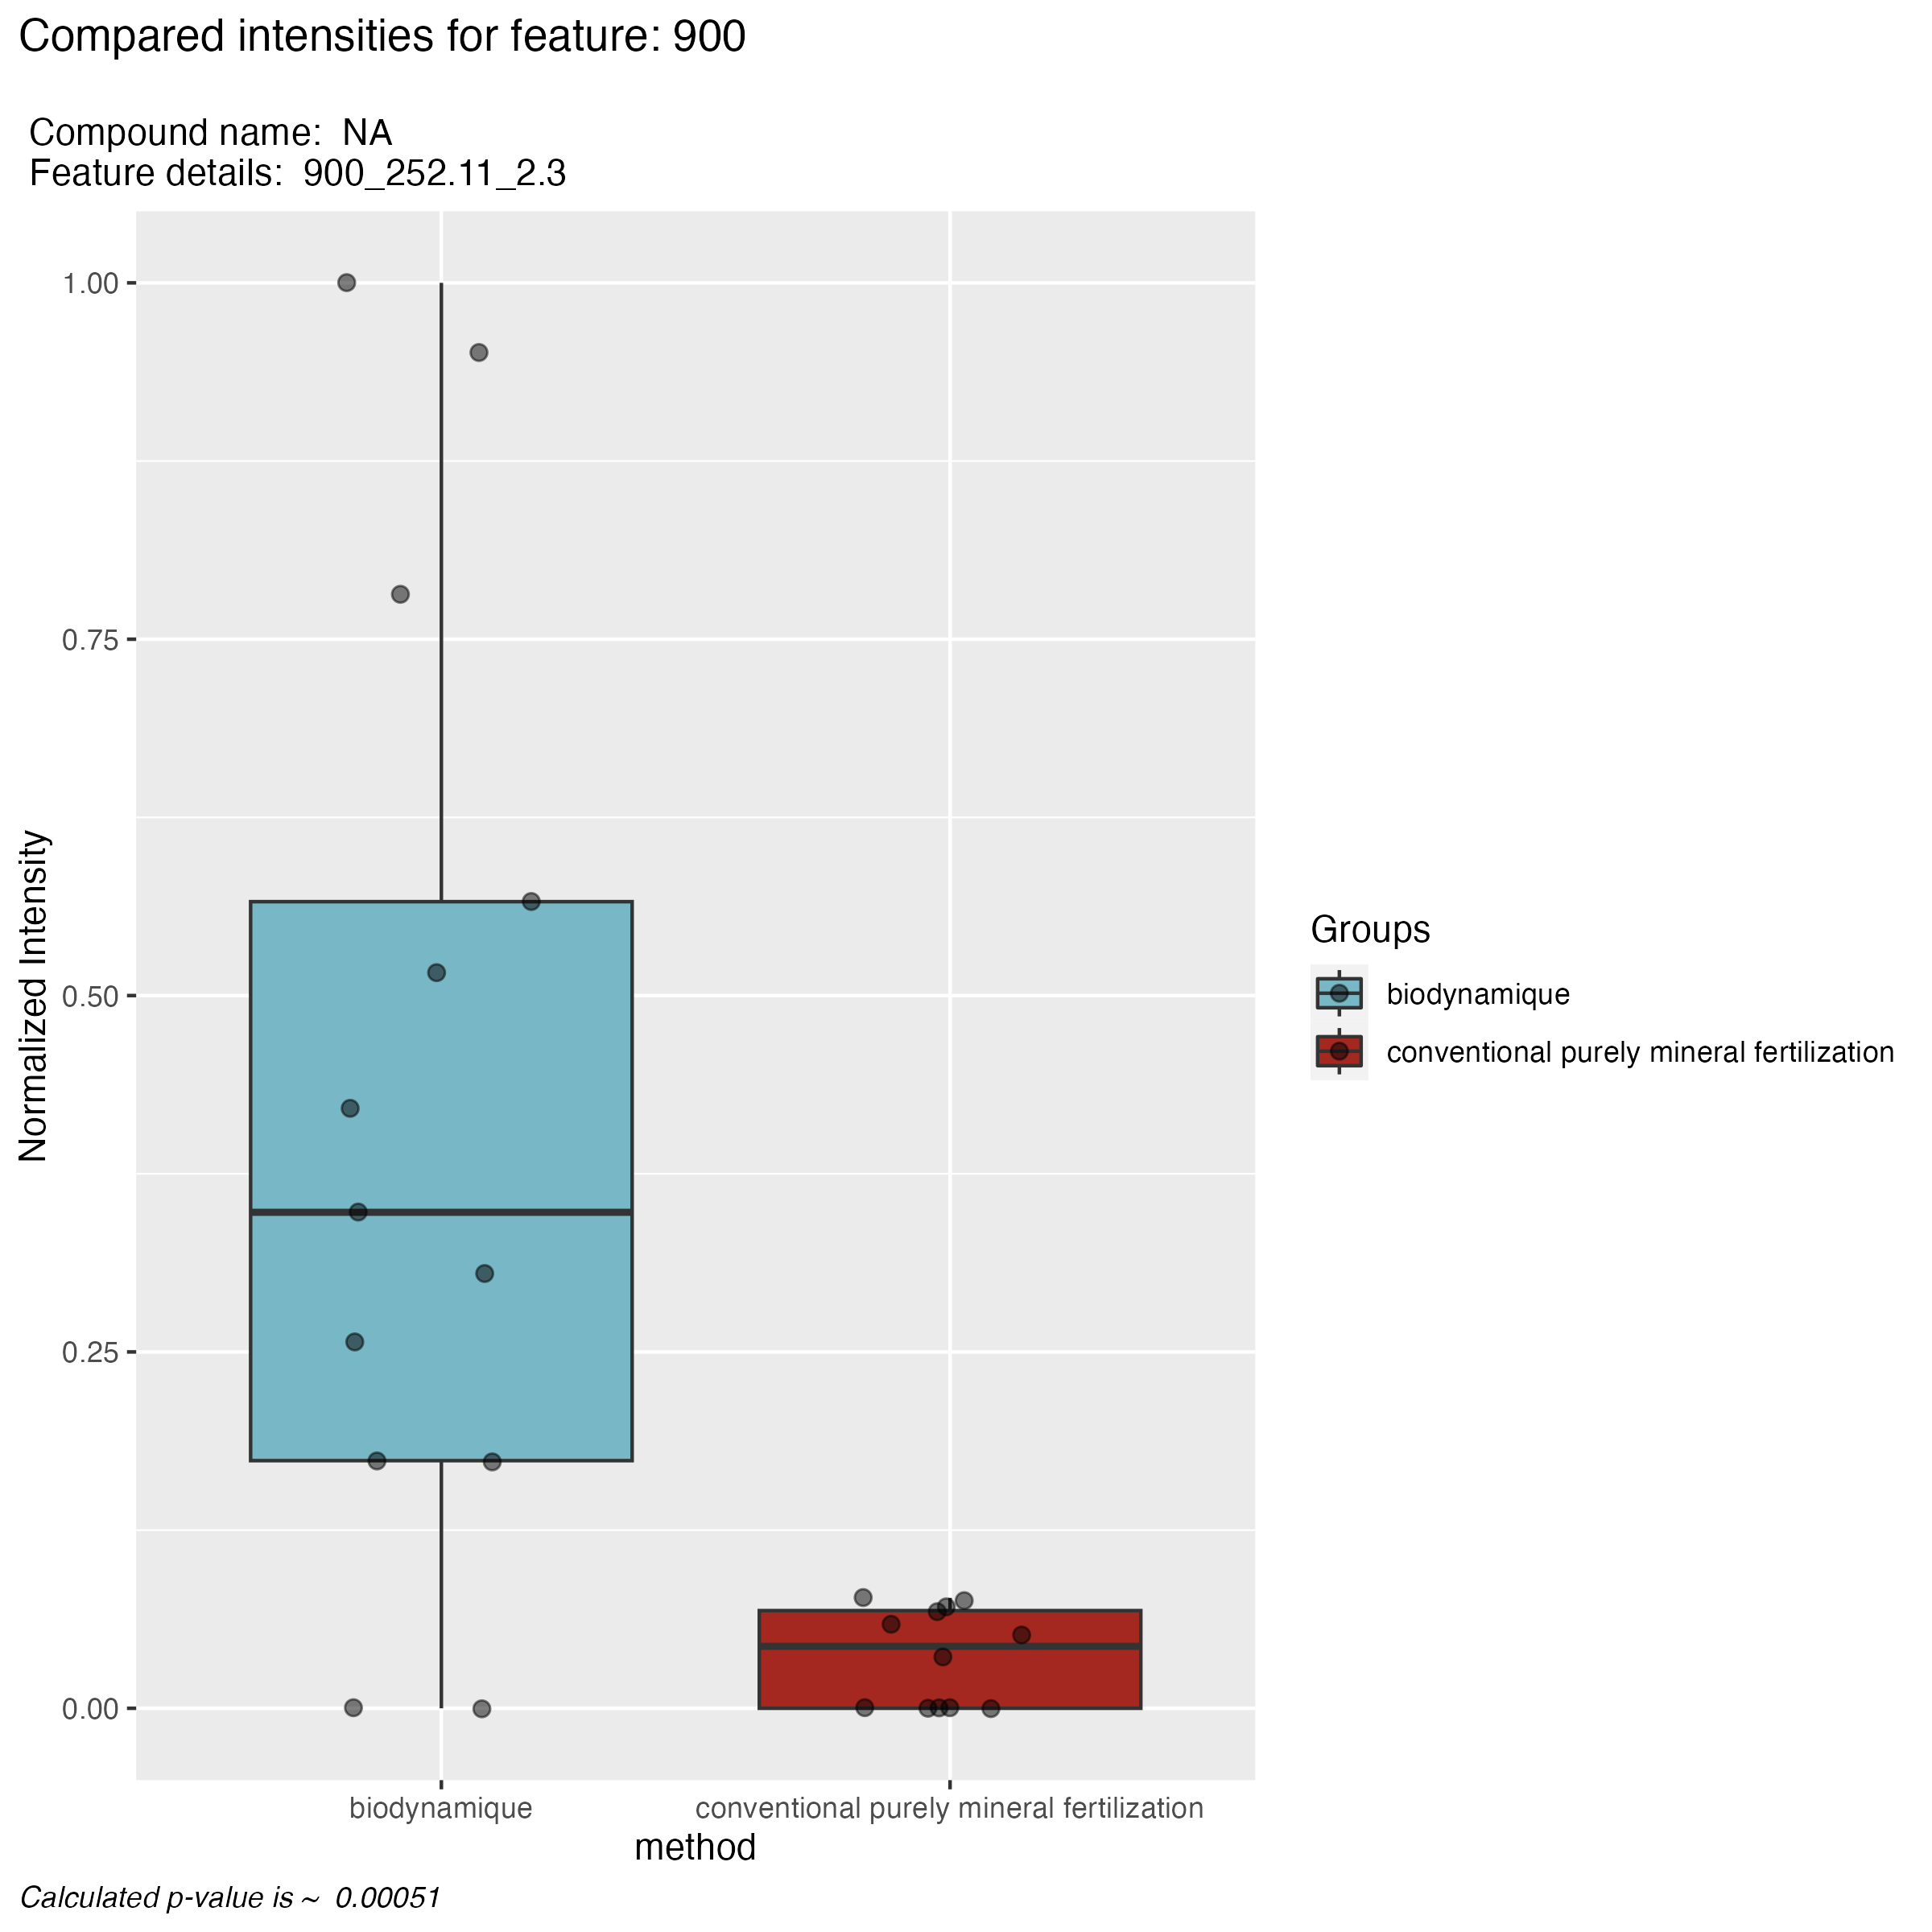 Compared intensities for feature: 900
Compound name:  NA
Feature details:  900_252.11_2.3
1.00
0.75
0.50
0.25
0.00
Normalized Intensity
biodynamique
conventional purely mineral fertilization
method
Groups
biodynamique
conventional purely mineral fertilization
Calculated p-value is ~  0.00051